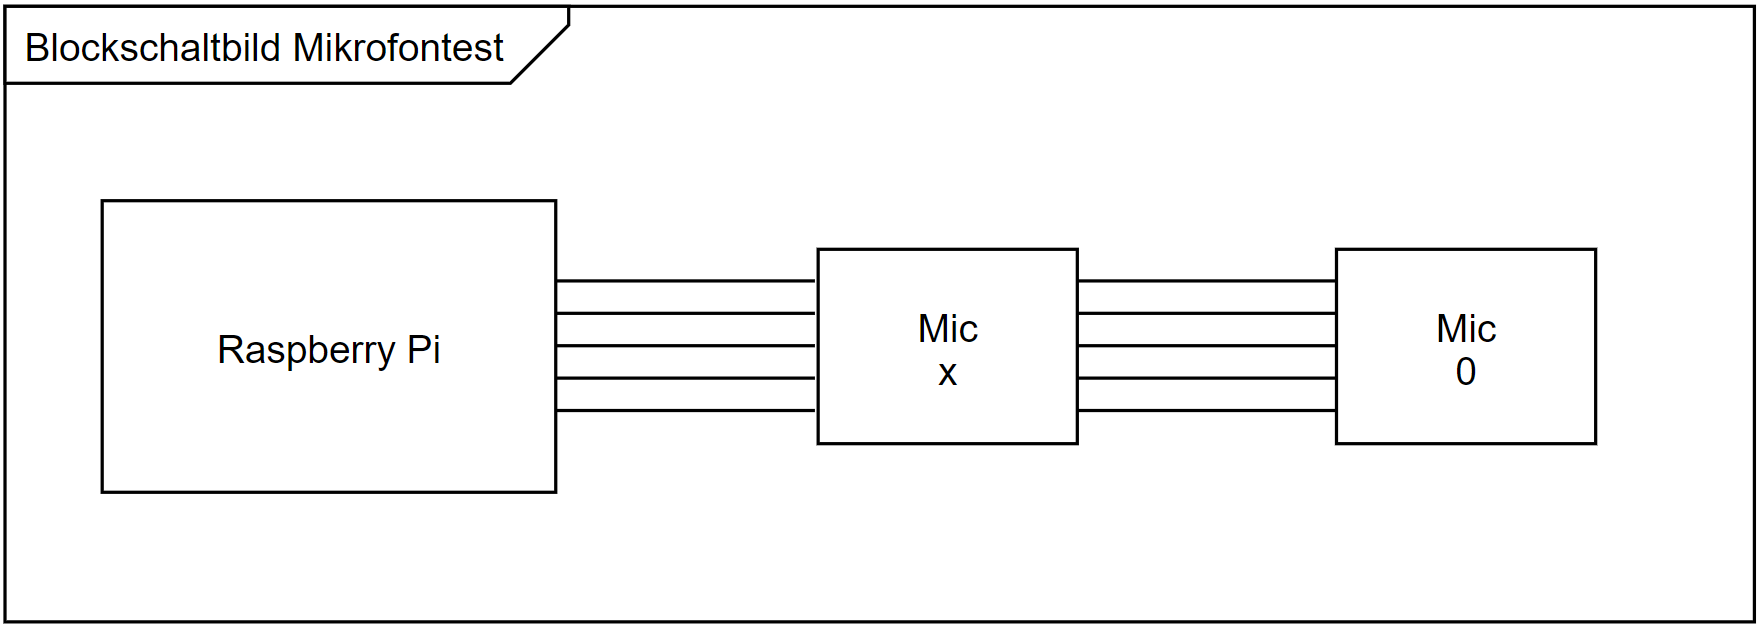 Blockschaltbild Mikrofontest
Raspberry Pi
Mic
x
Mic
0